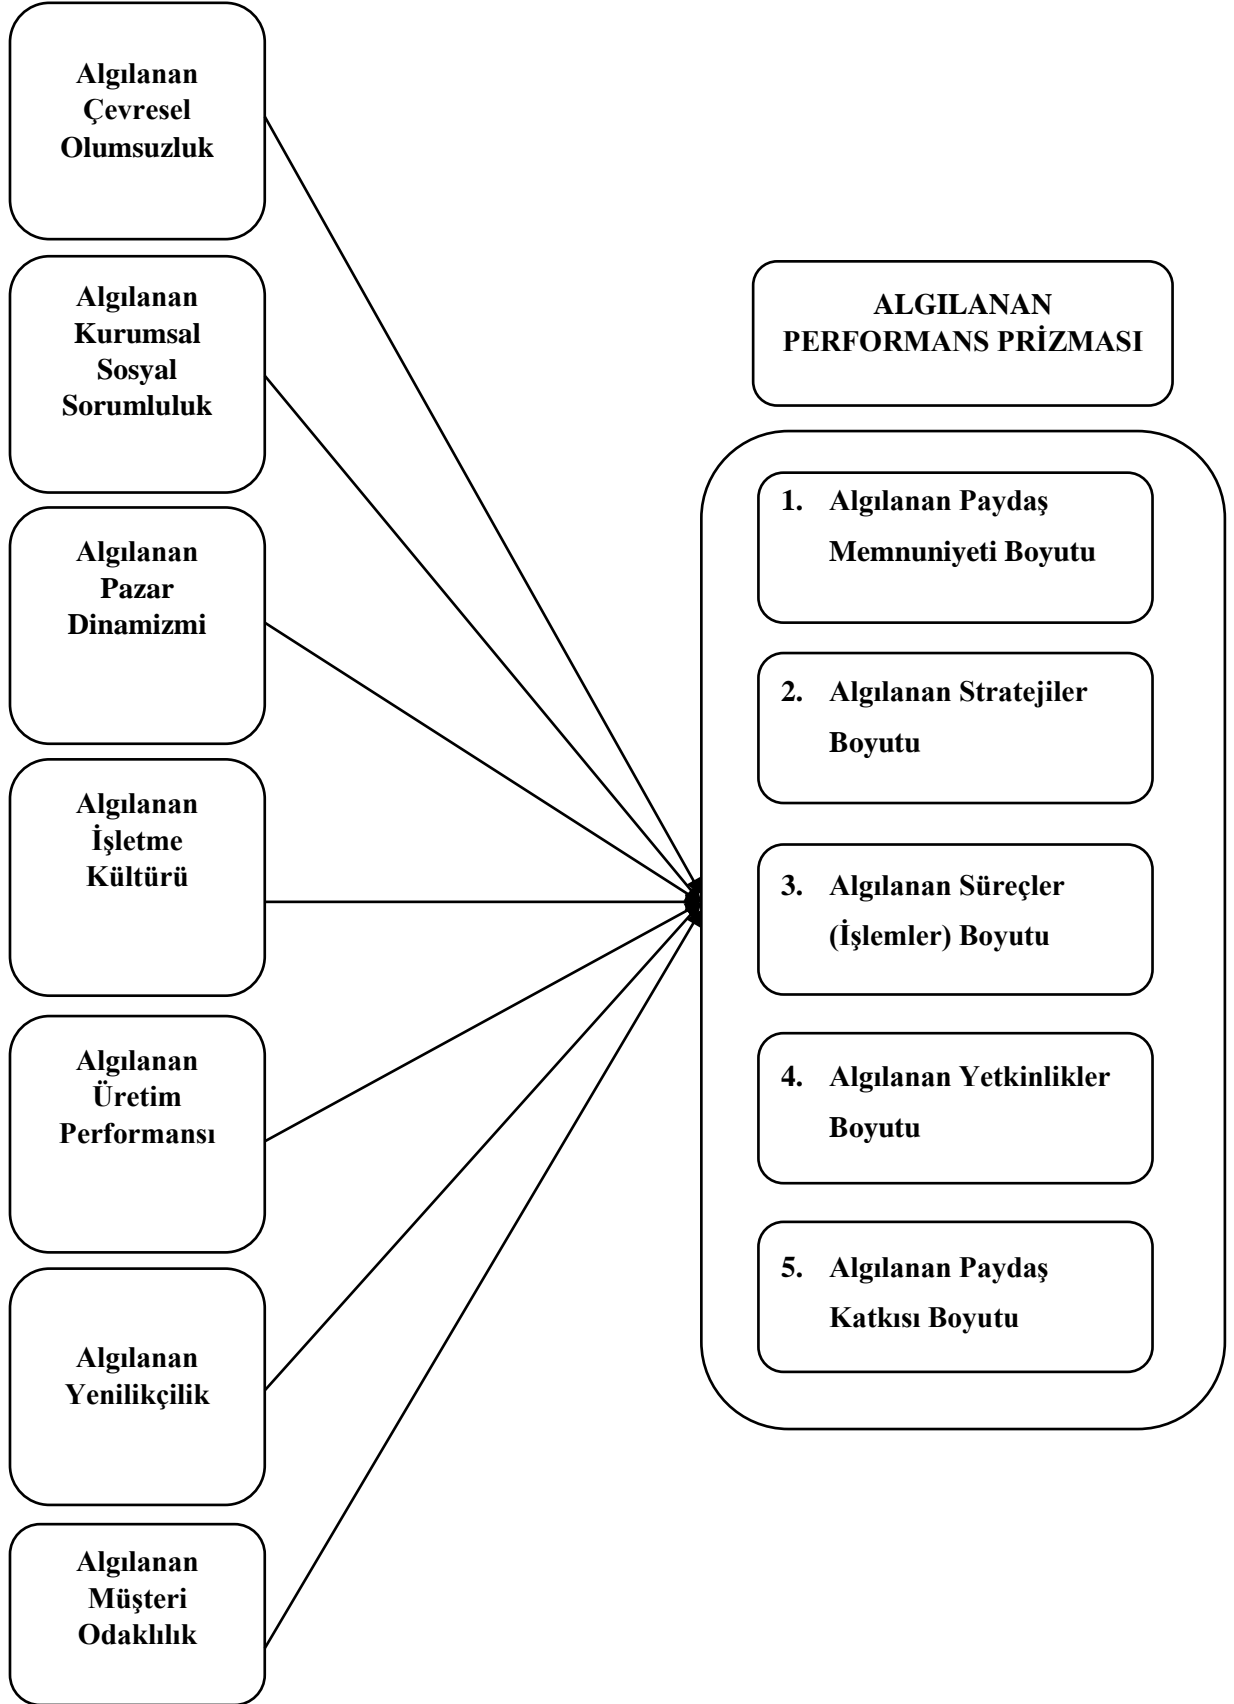 Algılanan
Çevresel
Olumsuzluk
Algılanan
Kurumsal
Sosyal
Sorumluluk
Algılanan
Pazar
Dinamizmi
Algılanan
İşletme
Kültürü
Algılanan
Üretim
Performansı
Algılanan
Yenilikçilik
Algılanan
Müşteri
Odaklılık
ALGILANAN
PERFORMANS PRİZMASI
1. Algılanan Paydaş
Memnuniyeti Boyutu
2. Algılanan Stratejiler
Boyutu
3. Algılanan Süreçler
(İşlemler) Boyutu
4. Algılanan Yetkinlikler
Boyutu
5. Algılanan Paydaş
Katkısı Boyutu